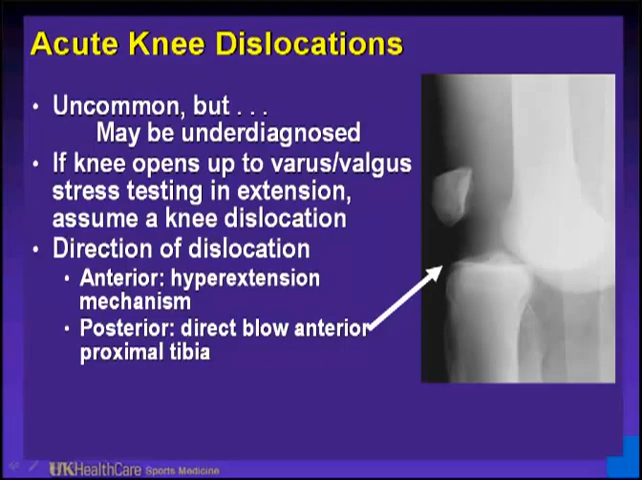 Acute Knee Dislocations
• Uncommon, but . . .
May be underdiagnosed
• If knee opens up to varus/valgus
stress testing in extension,
assume a knee dislocation
• Direction of dislocation
• Anterior: hyperextension
mechanism
• Posterior: direct blow anterior
proximal tibia
UKHealthCare Sports Medicine